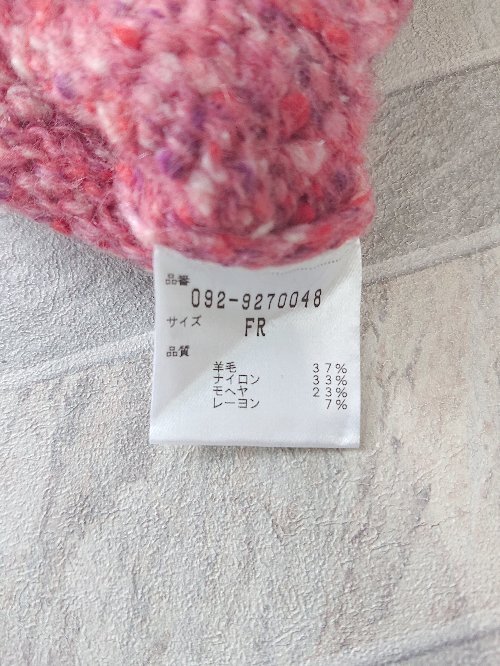 品番
092-9270048
サイズ FR
品質
羊毛 37%
ナイロン 33%
モヘヤ 23%
レーヨン 7%